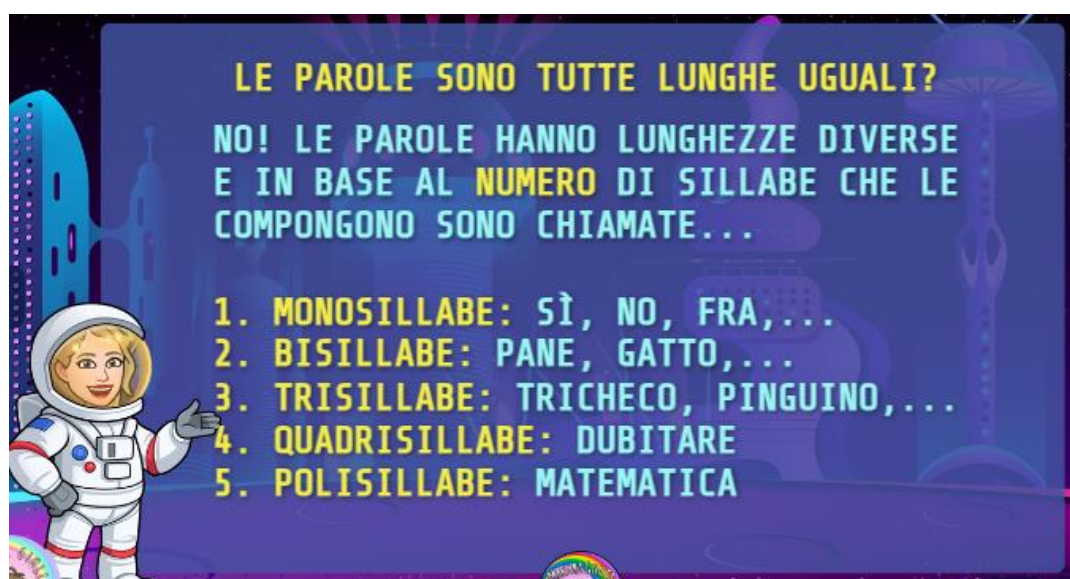 LE PAROLE SONO TUTTE LUNGHE UGUALI?
NO! LE PAROLE HANNO LUNGHEZZE DIVERSE
E IN BASE AL NUMERO DI SILLABE CHE LE
COMPONGONO SONO CHIAMATE...
1. MONOSILLABE: SÌ, NO, FRA,...
2. BISILLABE: PANE, GATTO,...
3. TRISILLABE: TRICHECO, PINGUINO,...
4. QUADRISILLABE: DUBITARE
5. POLISILLABE: MATEMATICA